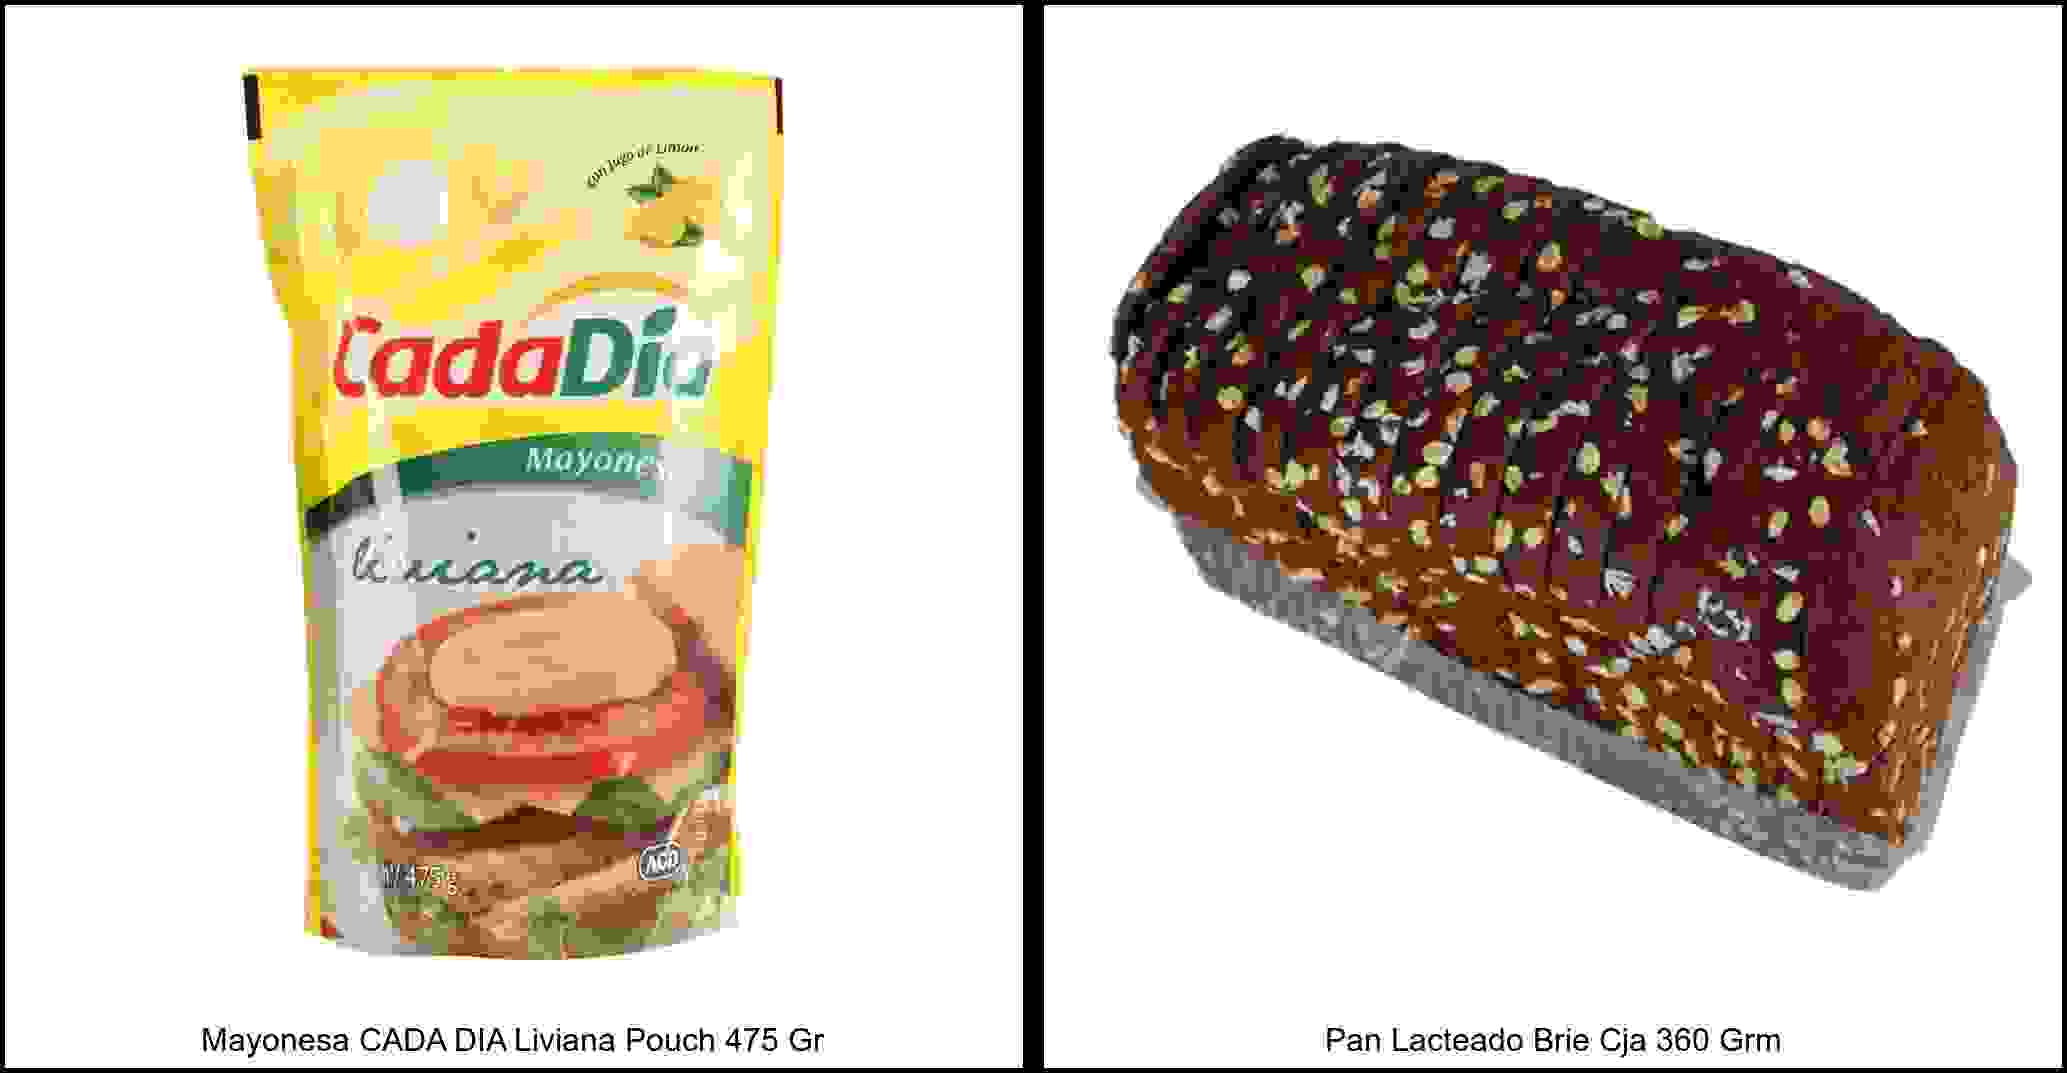 Con Jugo de Limón
CadaDía
Mayones
liviana
475g
ACD
Mayonesa CADA DIA Liviana Pouch 475 Gr
Pan Lacteado Brie Cja 360 Grm